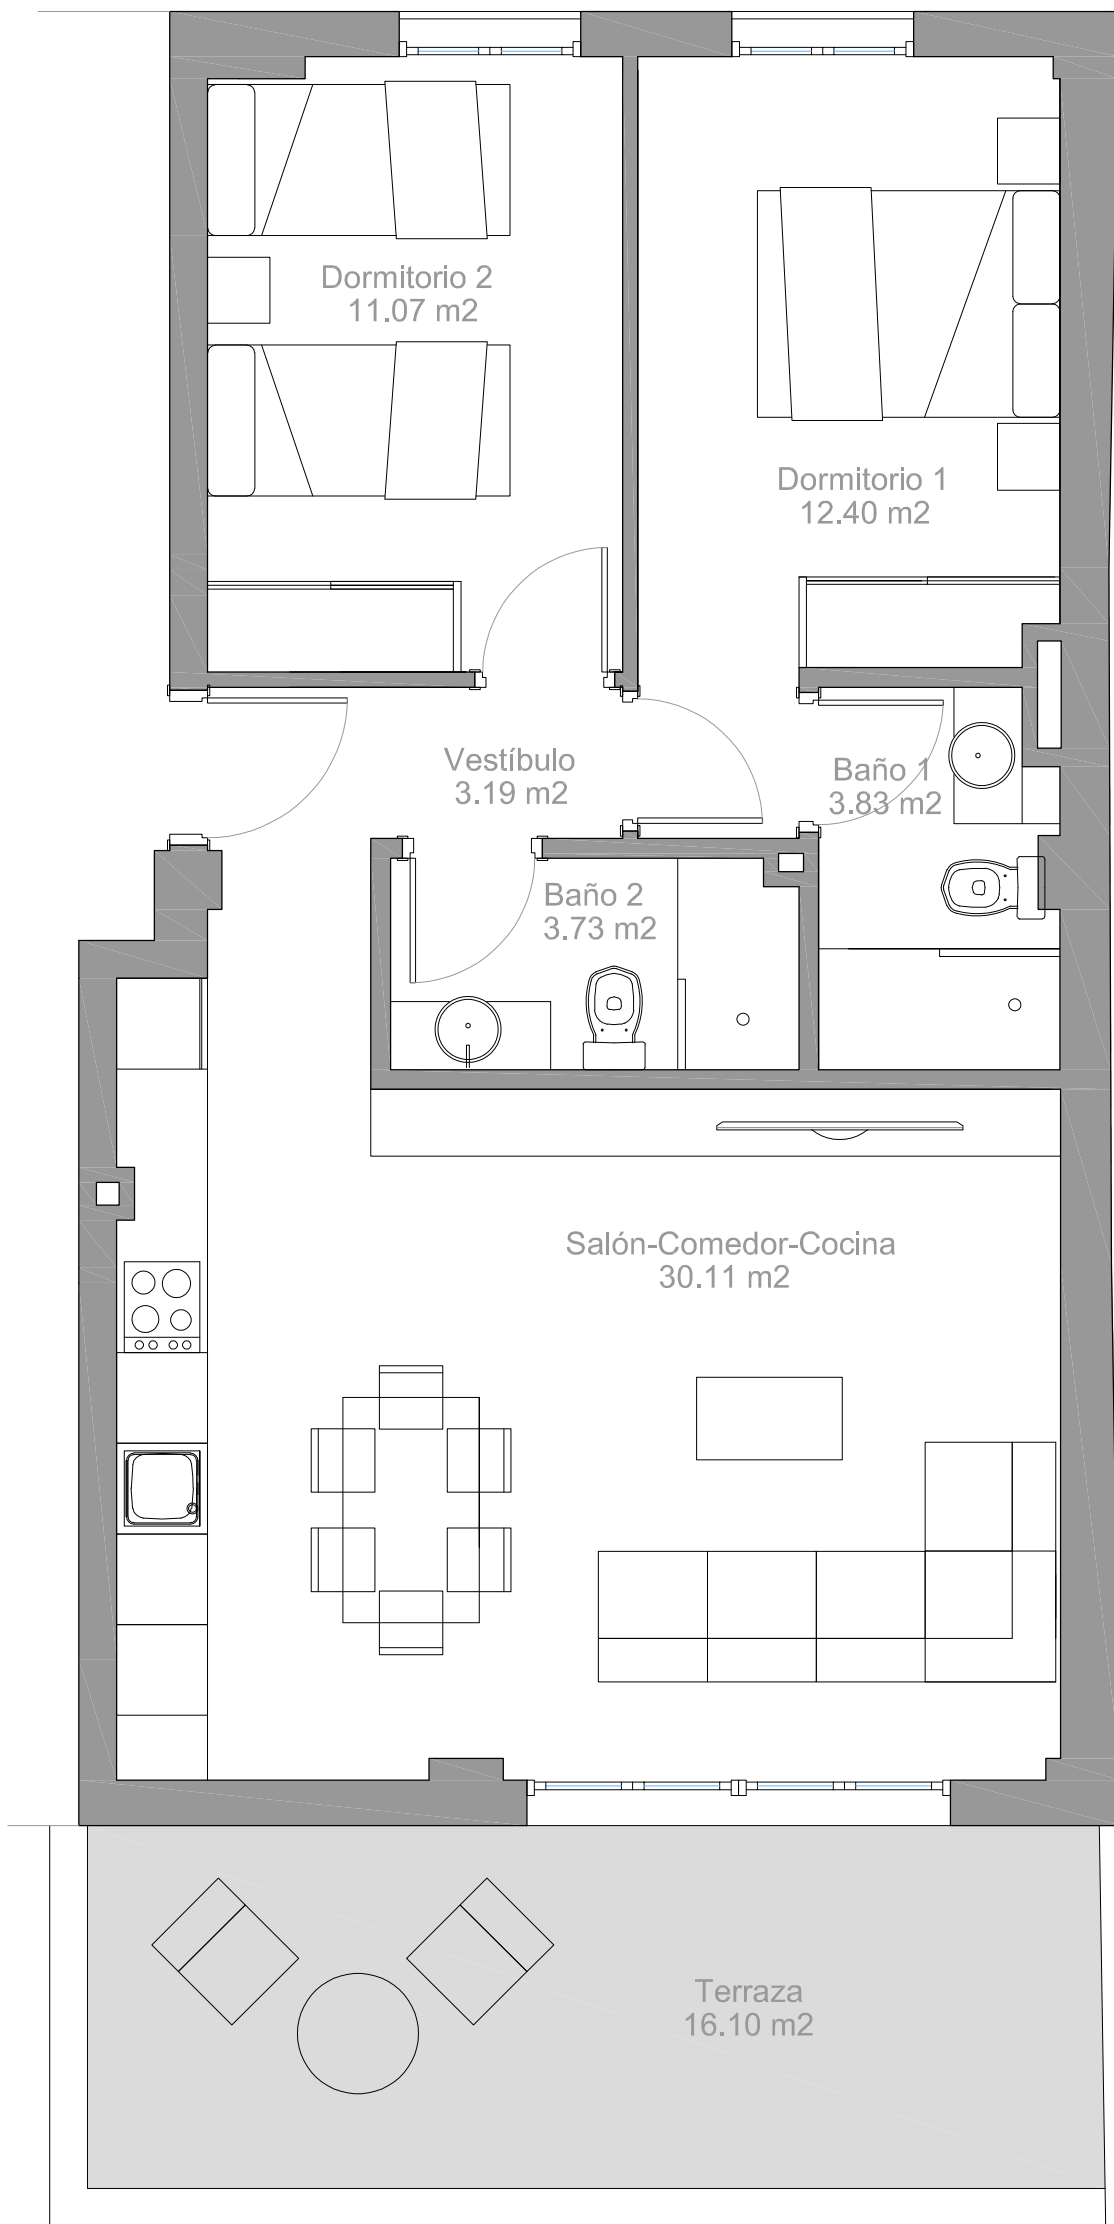 Dormitorio 2
11.07 m2
Dormitorio 1
12.40 m2
Vestíbulo
3.19 m2
Baño 1
3.83 m2
Baño 2
3.73 m2
Salón-Comedor-Cocina
30.11 m2
Terraza
16.10 m2